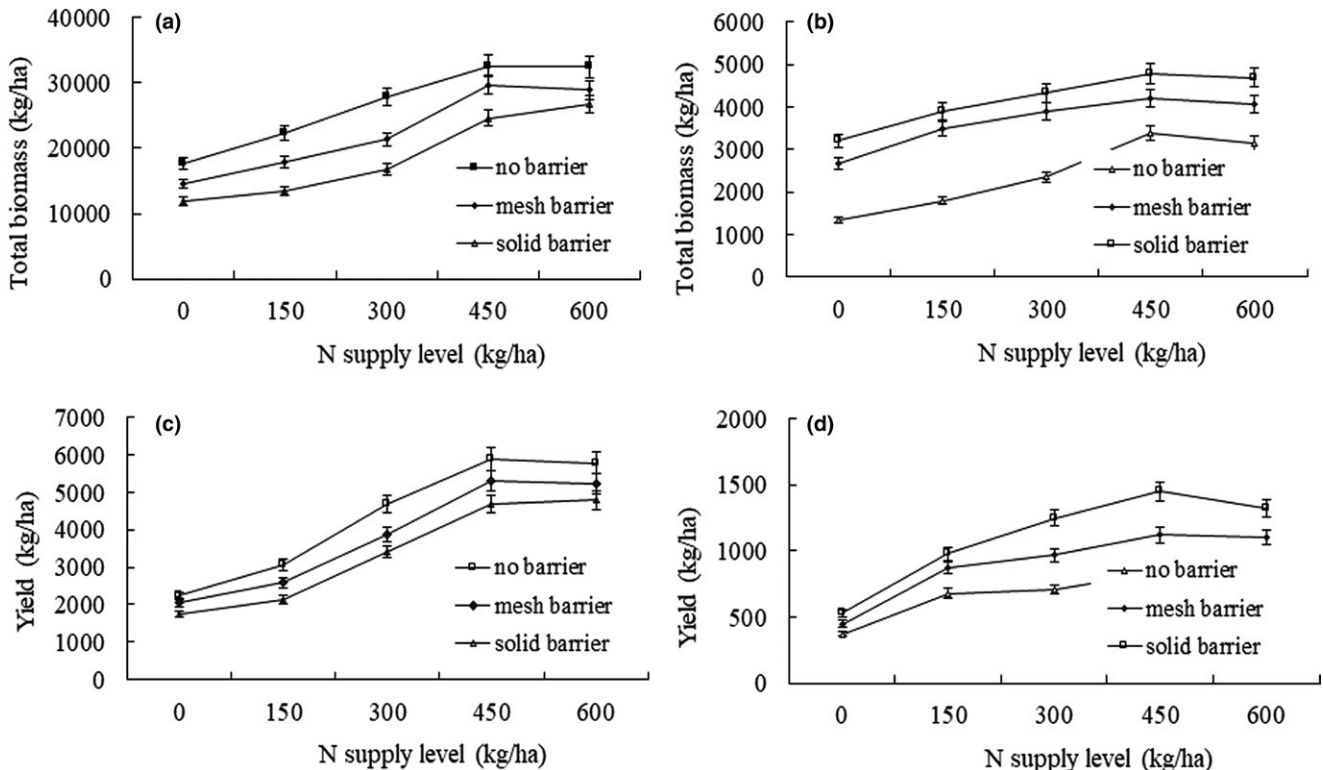 (a)
Total biomass (kg/ha)
40000
30000
20000
10000
0
no barrier
mesh barrier
solid barrier
0 150 300 450 600
N supply level (kg/ha)
(b)
Total biomass (kg/ha)
6000
5000
4000
3000
2000
1000
0
no barrier
mesh barrier
solid barrier
0 150 300 450 600
N supply level (kg/ha)
(c)
Yield (kg/ha)
7000
6000
5000
4000
3000
2000
1000
0
no barrier
mesh barrier
solid barrier
0 150 300 450 600
N supply level (kg/ha)
(d)
Yield (kg/ha)
2000
1500
1000
500
0
no barrier
mesh barrier
solid barrier
0 150 300 450 600
N supply level (kg/ha)